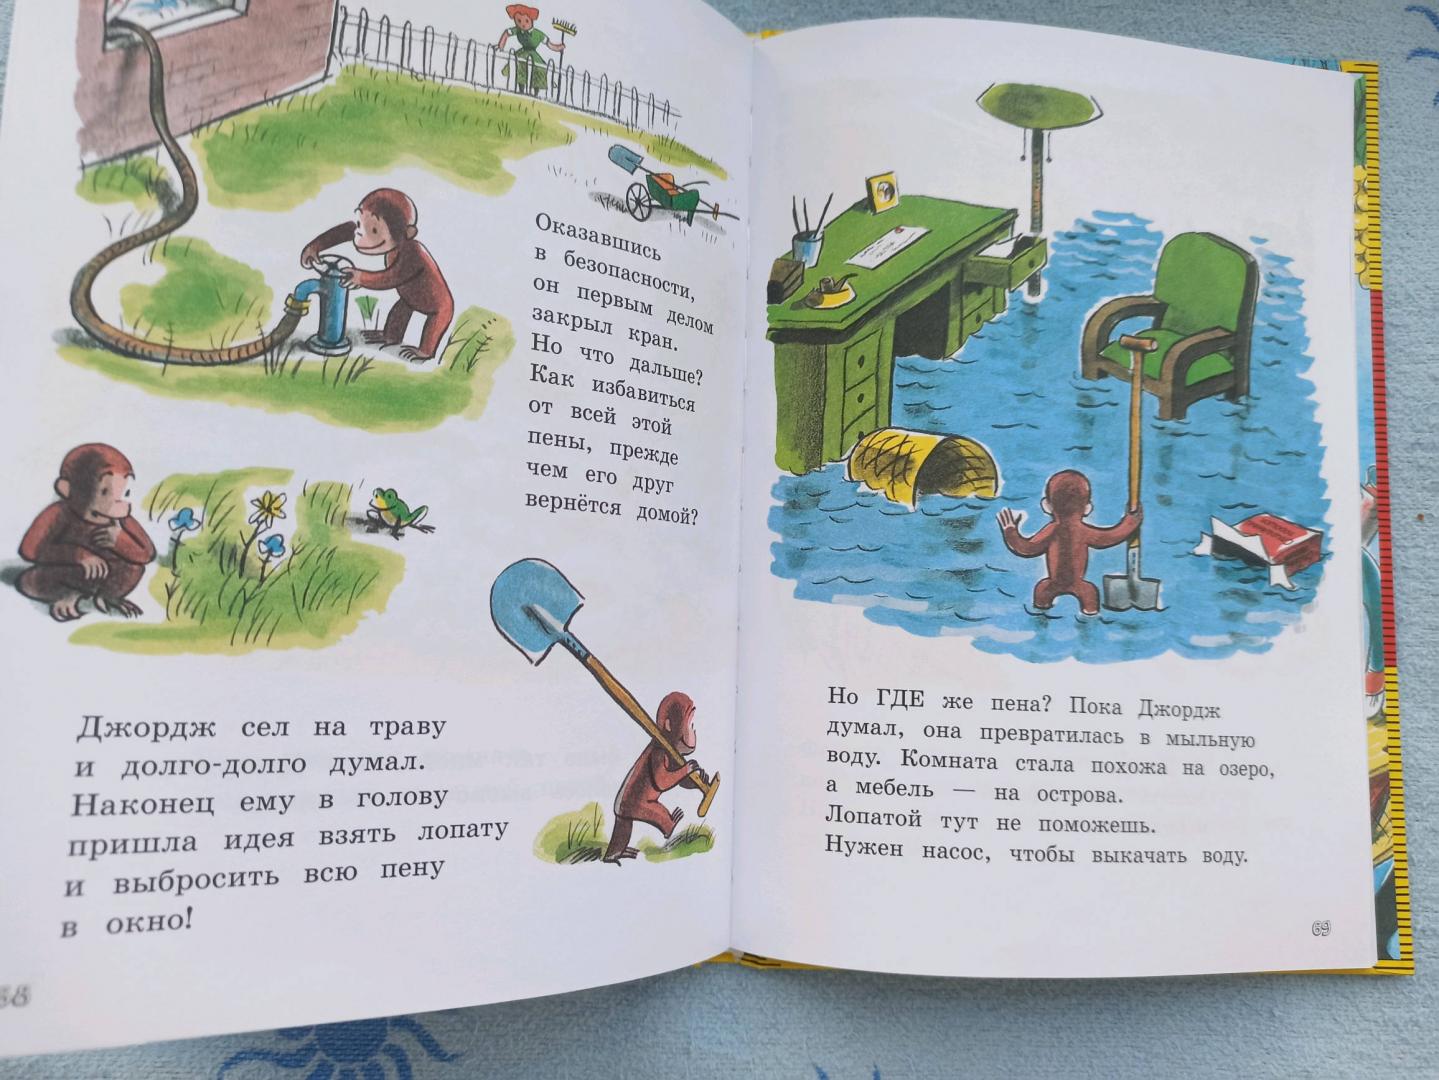 Оказавшись
в безопасности,
он первым делом
закрыл кран.
Но что дальше?
Как избавиться
от всей этой
пены, прежде
чем его друг
вернётся домой?
Джордж сел на траву
и долго-долго думал.
Наконец ему в голову
пришла идея взять лопату
и выбросить всю пену
в окно!
68
Но ГДЕ же пена? Пока Джордж
думал, она превратилась в мыльную
воду. Комната стала похожа на озеро,
а мебель — на острова.
Лопатой тут не поможешь.
Нужен насос, чтобы выкачать воду.
69